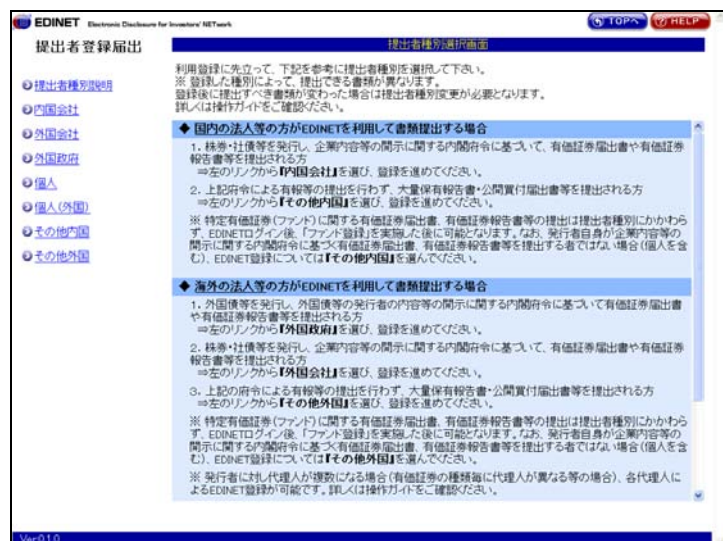 EDINET Electronic Disclosure for Investors' NETwork
TOPへ
HELP
提出者登録届出
提出者種別選択画面
提出者種別説明
内国会社
外国会社
外国政府
個人
個人(外国)
その他内国
その他外国
利用登録に先立って、下記を参考に提出者種別を選択して下さい。
※ 登録した種別によって、提出できる書類が異なります。
登録後に提出すべき書類が変わった場合は提出者種別変更が必要となります。
詳しくは操作ガイドをご確認ください。
◆ 国内の法人等の方がEDINETを利用して書類提出する場合
1. 株券・社債等を発行し、企業内容等の開示に関する内閣府令に基づいて、有価証券届出書や有価証券
報告書等を提出される方
⇒左のリンクから『内国会社』を選び、登録を進めてください。
2. 上記府令による有報等の提出を行わず、大量保有報告書・公開買付届出書等を提出される方
⇒左のリンクから『その他内国』を選び、登録を進めてください。
※ 特定有価証券(ファンド)に関する有価証券届出書、有価証券報告書等の提出は提出者種別にかかわら
ず、EDINETログイン後、「ファンド登録」を実施した後に可能となります。なお、発行者自身が企業内容等の
開示に関する内閣府令に基づく有価証券届出書、有価証券報告書等を提出する者ではない場合(個人を含
む)、EDINET登録については『その他内国』を選んでください。
◆ 海外の法人等の方がEDINETを利用して書類提出する場合
1. 外国債等を発行し、外国債等の発行者の内容等の開示に関する内閣府令に基づいて有価証券届出書
や有価証券報告書等を提出される方
⇒左のリンクから『外国政府』を選び、登録を進めてください。
2. 株券・社債等を発行し、企業内容等の開示に関する内閣府令に基づいて、有価証券届出書や有価証券
報告書等を提出される方
⇒左のリンクから『外国会社』を選び、登録を進めてください。
3. 上記の府令による有報等の提出を行わず、大量保有報告書・公開買付届出書等を提出される方
⇒左のリンクから『その他外国』を選び、登録を進めてください。
※ 特定有価証券(ファンド)に関する有価証券届出書、有価証券報告書等の提出は提出者種別にかかわら
ず、EDINETログイン後、「ファンド登録」を実施した後に可能となります。なお、発行者自身が企業内容等の
開示に関する内閣府令に基づく有価証券届出書、有価証券報告書等を提出する者ではない場合(個人を含
む)、EDINET登録については『その他外国』を選んでください。
※ 発行者に対し代理人が複数になる場合(有価証券の種類毎に代理人が異なる等の場合)、各代理人に
よるEDINET登録が可能です。詳しくは操作ガイドをご確認ください。
Ver.0.1.0